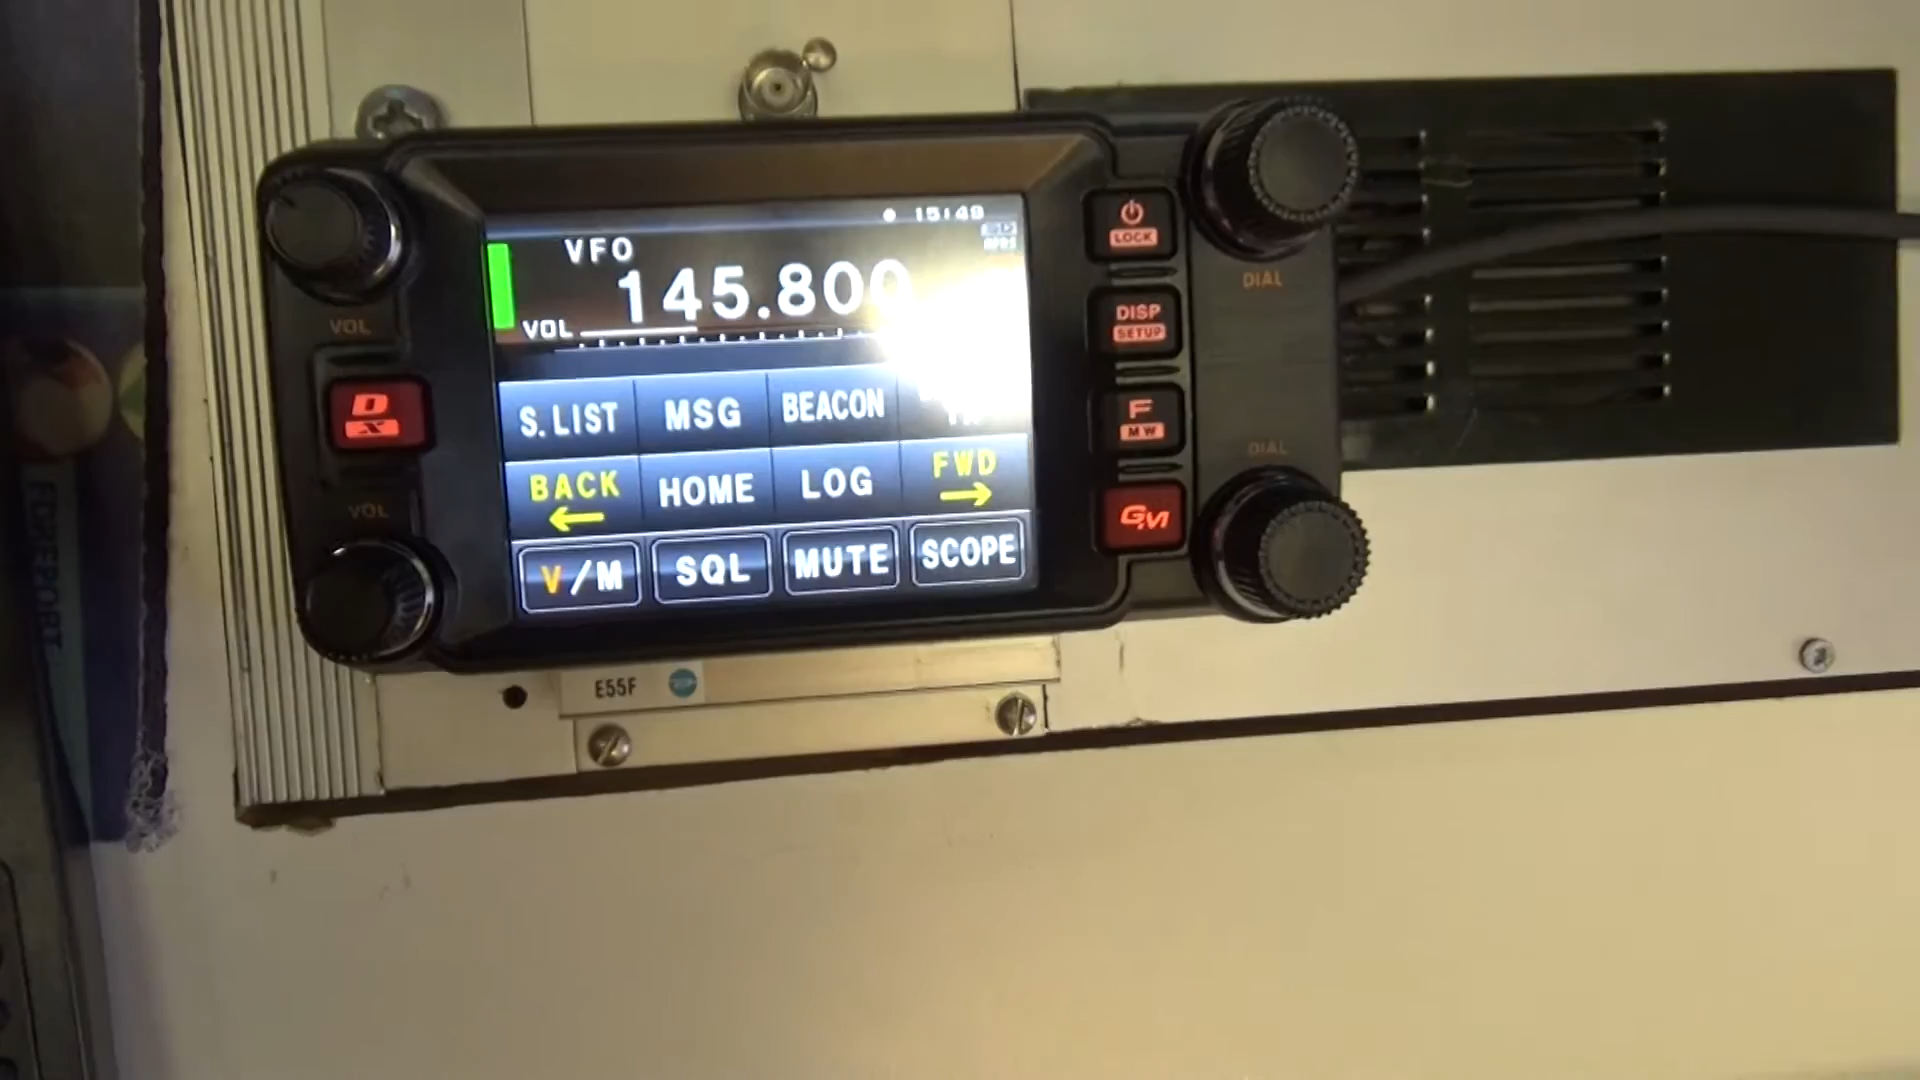 15:49
VFO
145.800
VOL
S.LIST MSG BEACON
BACK HOME LOG FWD
V/M SQL MUTE SCOPE
VOL
D
X
VOL
LOCK
DISP
SETUP
F
MW
GM
DIAL
DIAL
E55F